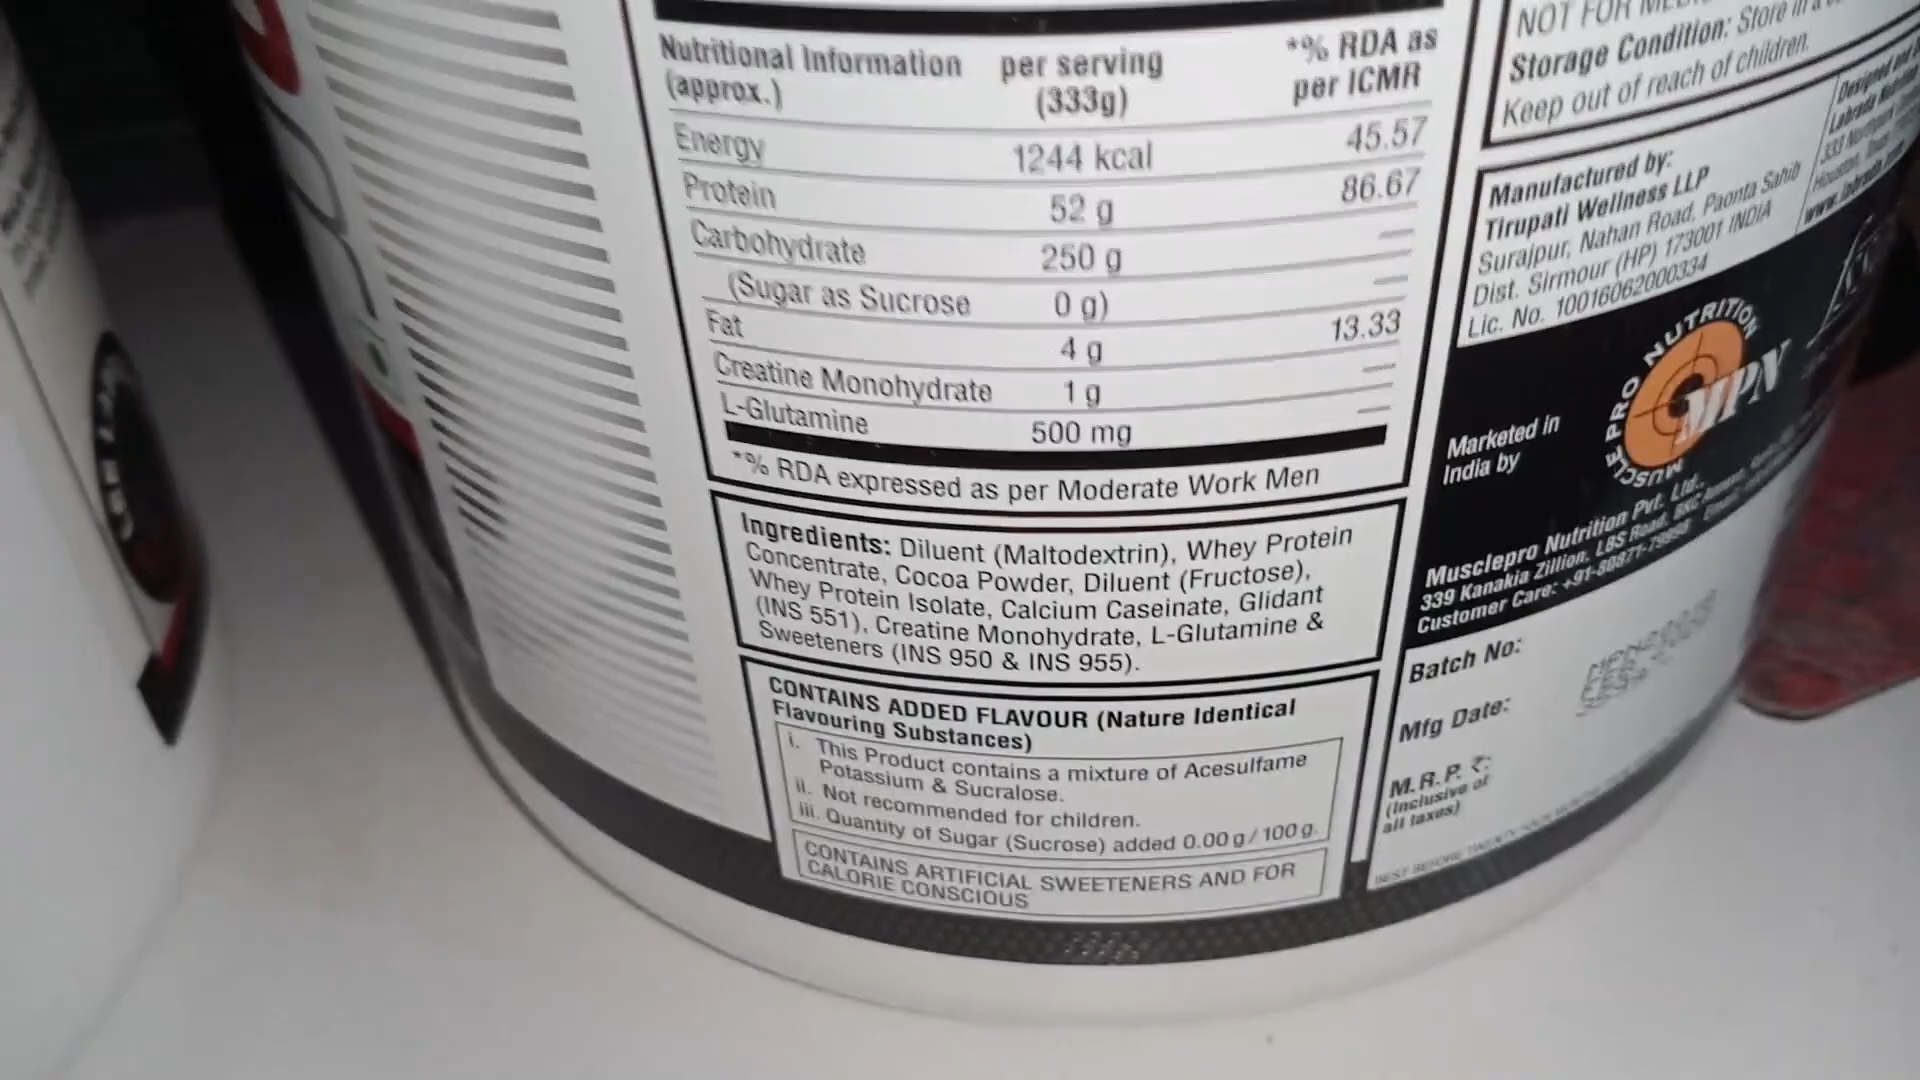 Nutritional Information (approx.) per serving (333g) *% RDA as per ICMR
Energy 1244 kcal 45.57
Protein 52 g 86.67
Carbohydrate 250 g —
(Sugar as Sucrose 0 g) —
Fat 4 g 13.33
Creatine Monohydrate 1 g —
L-Glutamine 500 mg —
*% RDA expressed as per Moderate Work Men
Ingredients: Diluent (Maltodextrin), Whey Protein
Concentrate, Cocoa Powder, Diluent (Fructose),
Whey Protein Isolate, Calcium Caseinate, Glidant
(INS 551), Creatine Monohydrate, L-Glutamine &
Sweeteners (INS 950 & INS 955).
CONTAINS ADDED FLAVOUR (Nature Identical
Flavouring Substances)
i. This Product contains a mixture of Acesulfame
Potassium & Sucralose.
ii. Not recommended for children.
iii. Quantity of Sugar (Sucrose) added 0.00 g / 100 g.
CONTAINS ARTIFICIAL SWEETENERS AND FOR
CALORIE CONSCIOUS
NOT FOR
Storage Condition: Store in a
Keep out of reach of children.
Manufactured by:
Tirupati Wellness LLP
Surajpur, Nahan Road, Paonta Sahib
Dist. Sirmour (HP) 173001 INDIA
Lic. No. 10016062000334
Designed and
Labrada
Marketed in
India by
MUSCLE PRO NUTRITION
MPN
Musclepro Nutrition Pvt. Ltd.,
339 Kanakia Zillion, LBS Road, BKC
Customer Care: +91-80871-
Batch No:
Mfg Date:
M.R.P. ₹:
(Inclusive of
all taxes)
BEST BEFORE